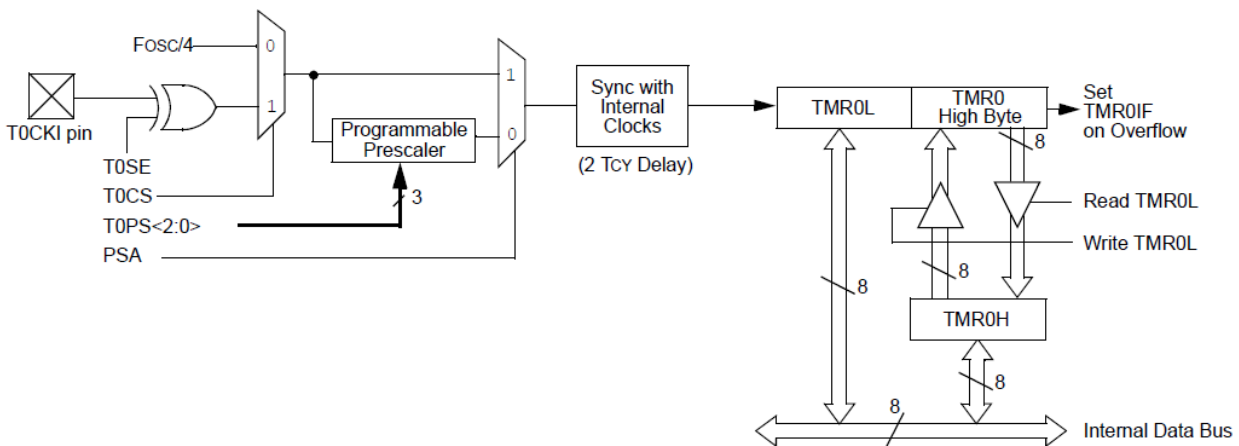 FOSC/4
0
1
T0CKI pin
T0SE
T0CS
T0PS<2:0>
PSA
Programmable
Prescaler
3
1
0
Sync with
Internal
Clocks
(2 TCY Delay)
TMR0L
TMR0
High Byte
Set
TMR0IF
on Overflow
8
Read TMR0L
Write TMR0L
8
8
TMR0H
8
8
Internal Data Bus